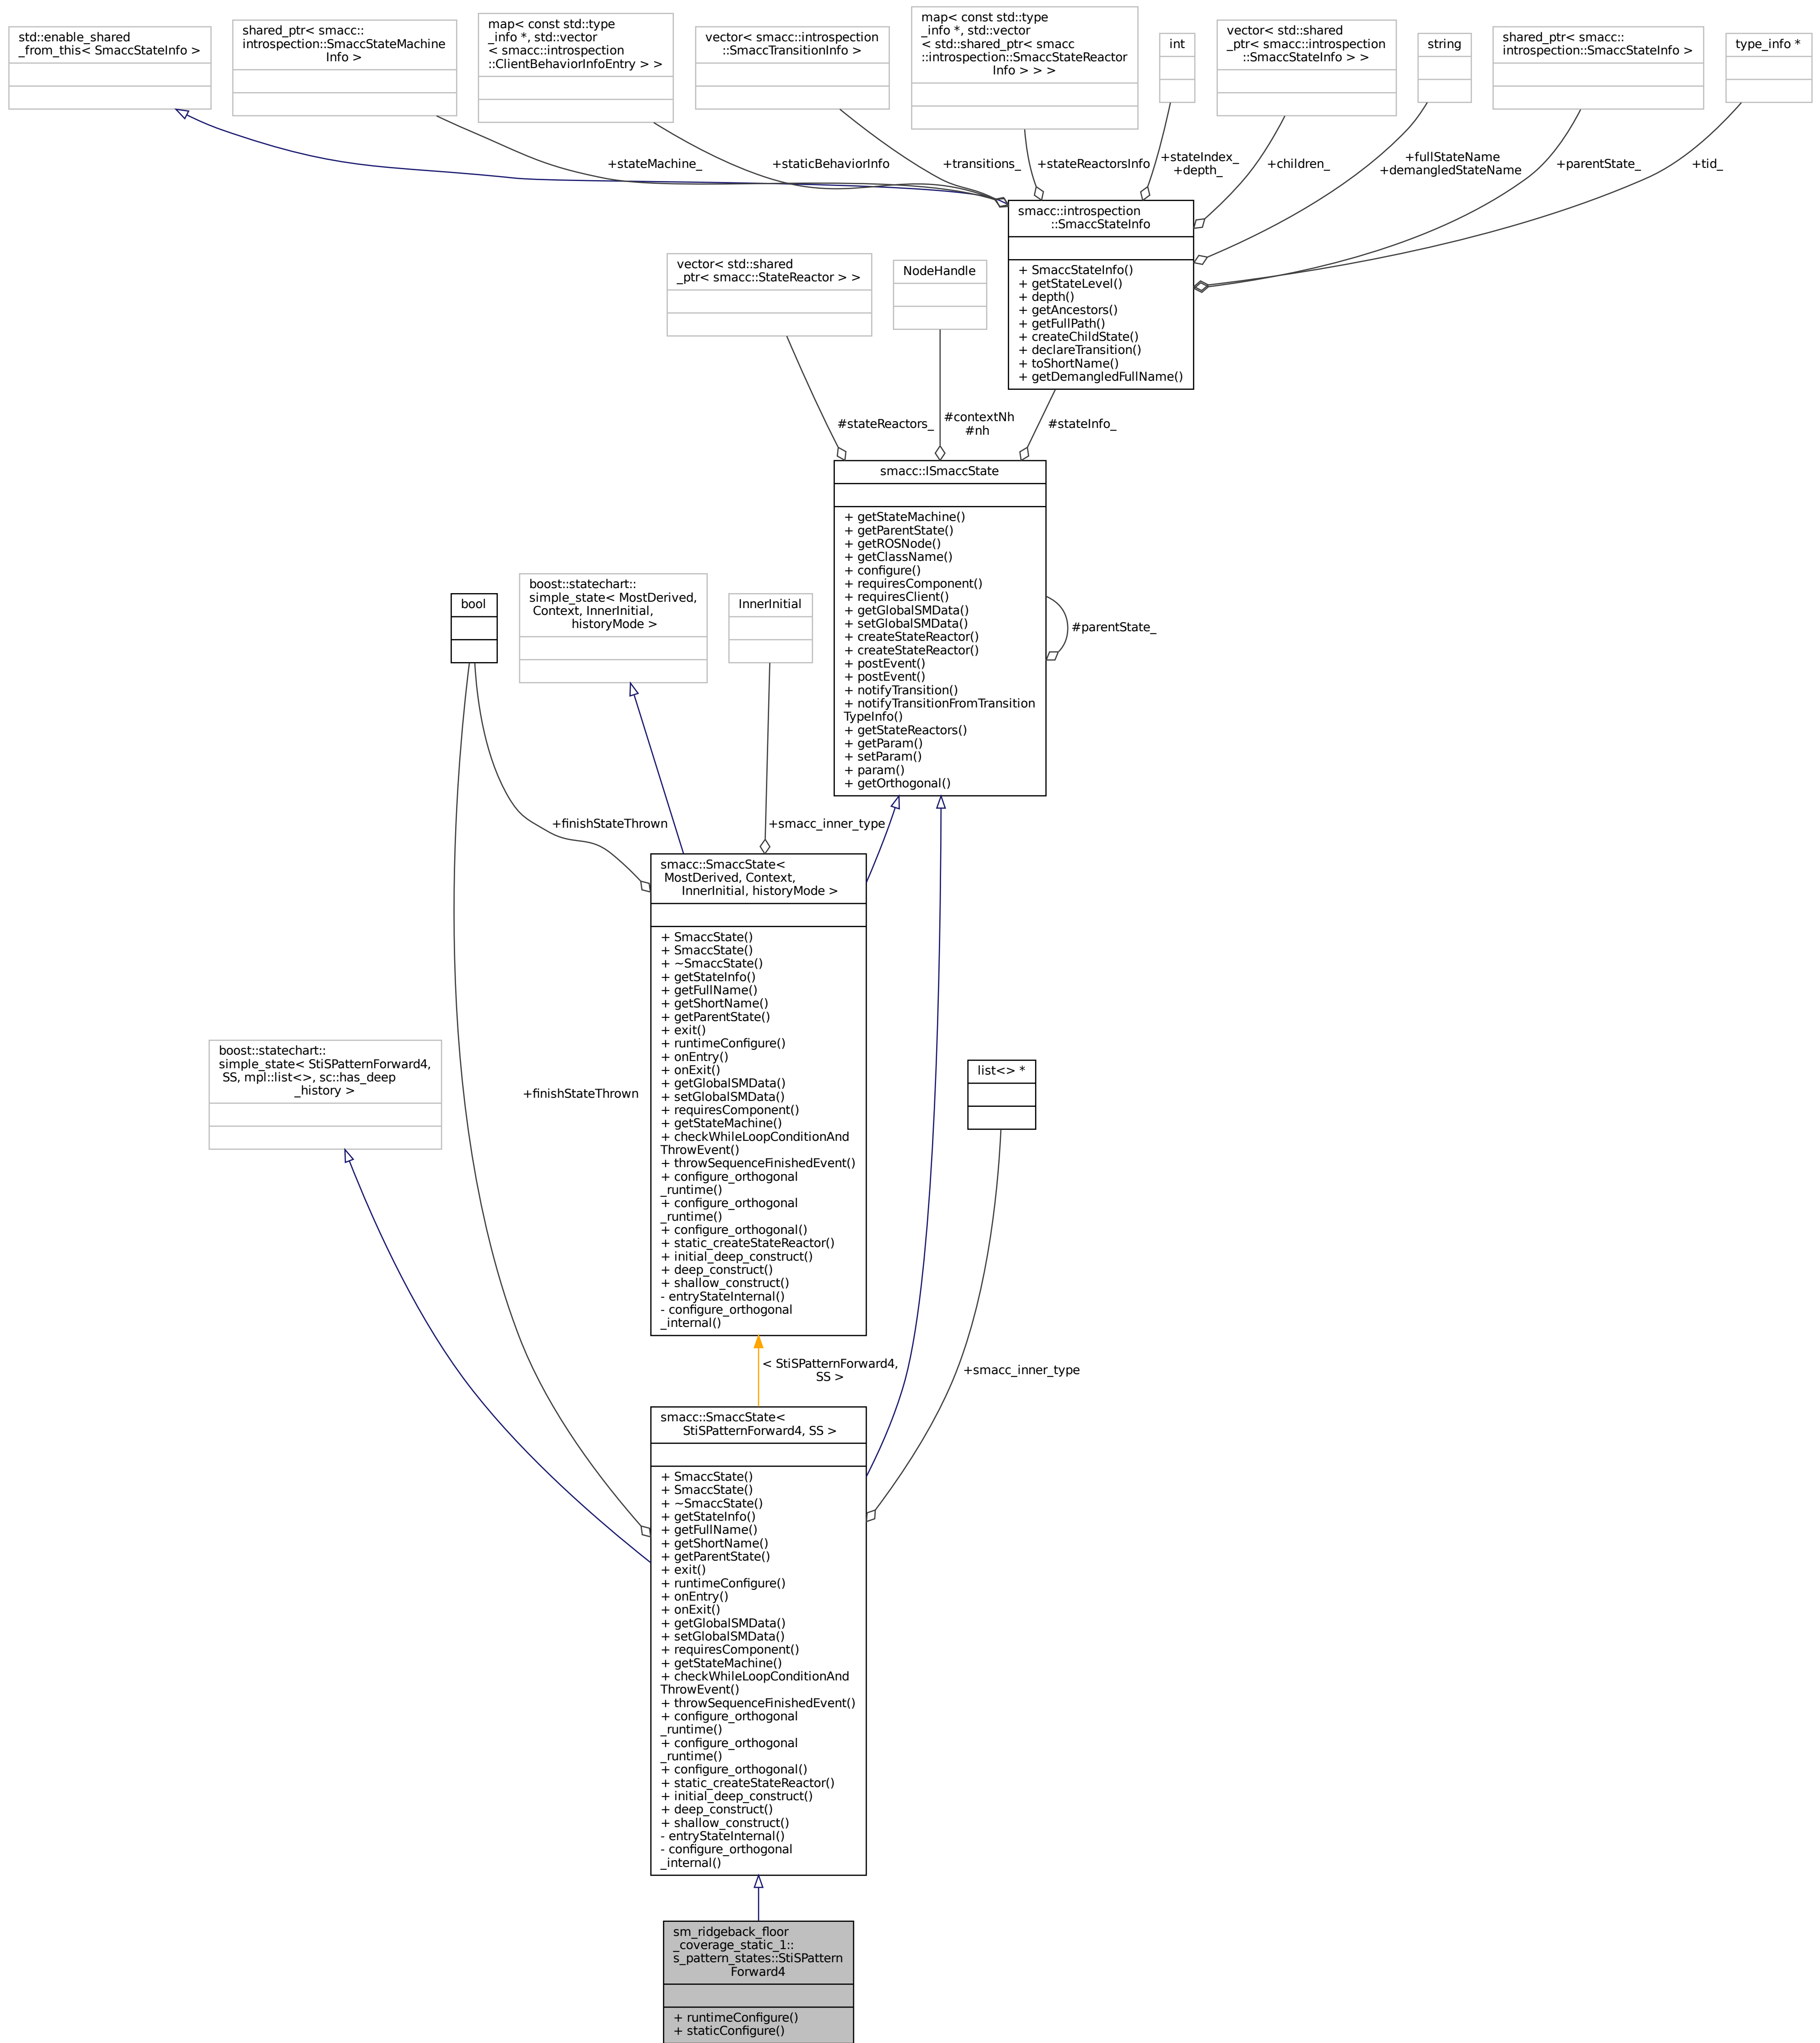 std::enable_shared
_from_this< SmaccStateInfo >
shared_ptr< smacc::
introspection::SmaccStateMachine
Info >
map< const std::type
_info *, std::vector
< smacc::introspection
::ClientBehaviorInfoEntry > >
vector< smacc::introspection
::SmaccTransitionInfo >
map< const std::type
_info *, std::vector
< std::shared_ptr< smacc
::introspection::SmaccStateReactor
Info > > >
int
vector< std::shared
_ptr< smacc::introspection
::SmaccStateInfo > >
string
shared_ptr< smacc::
introspection::SmaccStateInfo >
type_info *
+stateMachine_
+staticBehaviorInfo
+transitions_
+stateReactorsInfo
+stateIndex_
+depth_
+children_
+fullStateName
+demangledStateName
+parentState_
+tid_
smacc::introspection
::SmaccStateInfo
+ SmaccStateInfo()
+ getStateLevel()
+ depth()
+ getAncestors()
+ getFullPath()
+ createChildState()
+ declareTransition()
+ toShortName()
+ getDemangledFullName()
vector< std::shared
_ptr< smacc::StateReactor > >
NodeHandle
#stateReactors_
#contextNh
#nh
#stateInfo_
smacc::ISmaccState
+ getStateMachine()
+ getParentState()
+ getROSNode()
+ getClassName()
+ configure()
+ requiresComponent()
+ requiresClient()
+ getGlobalSMData()
+ setGlobalSMData()
+ createStateReactor()
+ createStateReactor()
+ postEvent()
+ postEvent()
+ notifyTransition()
+ notifyTransitionFromTransition
TypeInfo()
+ getStateReactors()
+ getParam()
+ setParam()
+ param()
+ getOrthogonal()
#parentState_
bool
boost::statechart::
simple_state< MostDerived,
Context, InnerInitial,
historyMode >
InnerInitial
+finishStateThrown
+smacc_inner_type
smacc::SmaccState<
MostDerived, Context,
InnerInitial, historyMode >
+ SmaccState()
+ SmaccState()
+ ~SmaccState()
+ getStateInfo()
+ getFullName()
+ getShortName()
+ getParentState()
+ exit()
+ runtimeConfigure()
+ onEntry()
+ onExit()
+ getGlobalSMData()
+ setGlobalSMData()
+ requiresComponent()
+ getStateMachine()
+ checkWhileLoopConditionAnd
ThrowEvent()
+ throwSequenceFinishedEvent()
+ configure_orthogonal
_runtime()
+ configure_orthogonal
_runtime()
+ configure_orthogonal()
+ static_createStateReactor()
+ initial_deep_construct()
+ deep_construct()
+ shallow_construct()
- entryStateInternal()
- configure_orthogonal
_internal()
boost::statechart::
simple_state< StiSPatternForward4,
SS, mpl::list<>, sc::has_deep
_history >
+finishStateThrown
list<> *
< StiSPatternForward4,
SS >
+smacc_inner_type
smacc::SmaccState<
StiSPatternForward4, SS >
+ SmaccState()
+ SmaccState()
+ ~SmaccState()
+ getStateInfo()
+ getFullName()
+ getShortName()
+ getParentState()
+ exit()
+ runtimeConfigure()
+ onEntry()
+ onExit()
+ getGlobalSMData()
+ setGlobalSMData()
+ requiresComponent()
+ getStateMachine()
+ checkWhileLoopConditionAnd
ThrowEvent()
+ throwSequenceFinishedEvent()
+ configure_orthogonal
_runtime()
+ configure_orthogonal
_runtime()
+ configure_orthogonal()
+ static_createStateReactor()
+ initial_deep_construct()
+ deep_construct()
+ shallow_construct()
- entryStateInternal()
- configure_orthogonal
_internal()
sm_ridgeback_floor
_coverage_static_1::
s_pattern_states::StiSPattern
Forward4
+ runtimeConfigure()
+ staticConfigure()